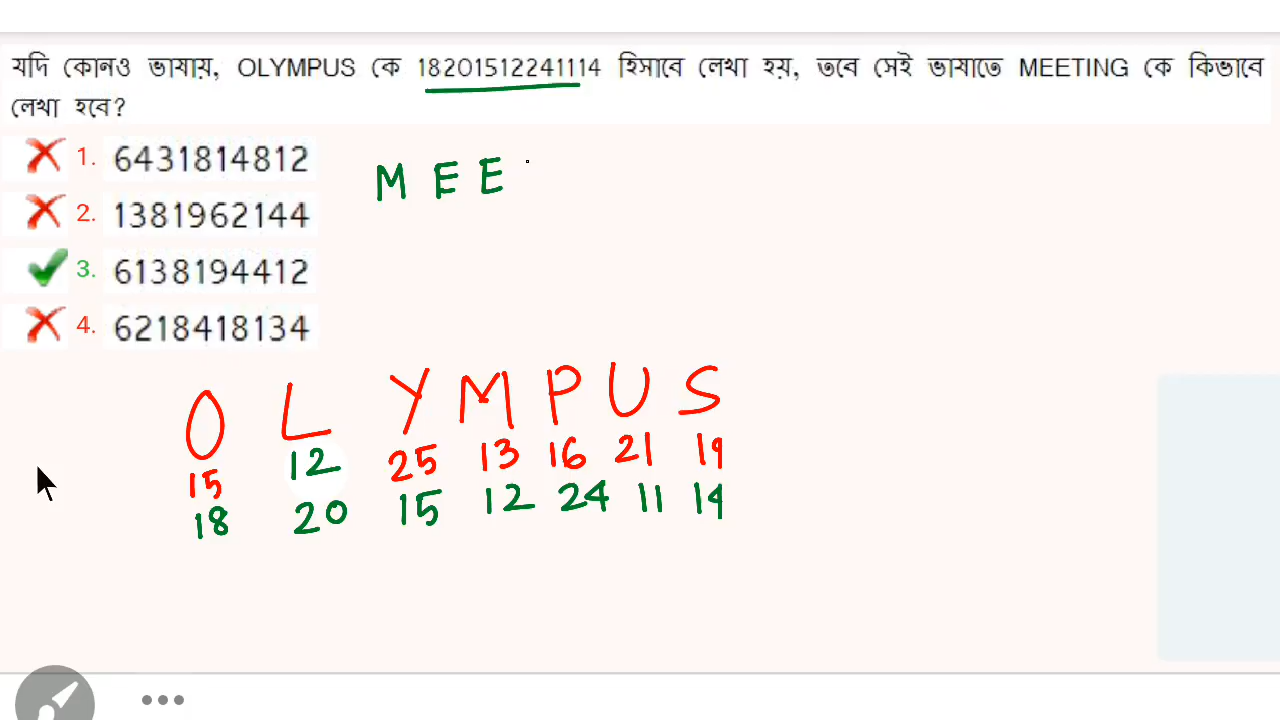 যদি কোনও ভাষায়, OLYMPUS কে 18201512241114 হিসাবে লেখা হয়, তবে সেই ভাষাতে MEETING কে কিভাবে
লেখা হবে?
1. 6431814812
2. 1381962144
3. 6138194412
4. 6218418134
M E E
O L Y M P U S
15 12 25 13 16 21 19
18 20 15 12 24 11 14